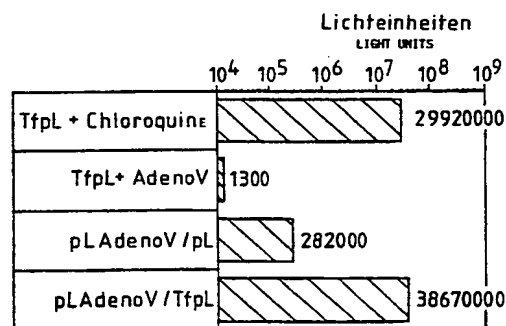 Lichteinheiten
LIGHT UNITS
10⁴ 10⁵ 10⁶ 10⁷ 10⁸ 10⁹
TfpL + Chloroquine 29920000
TfpL + AdenoV 1300
pLAdenoV/pL 282000
pLAdenoV/TfpL 38670000